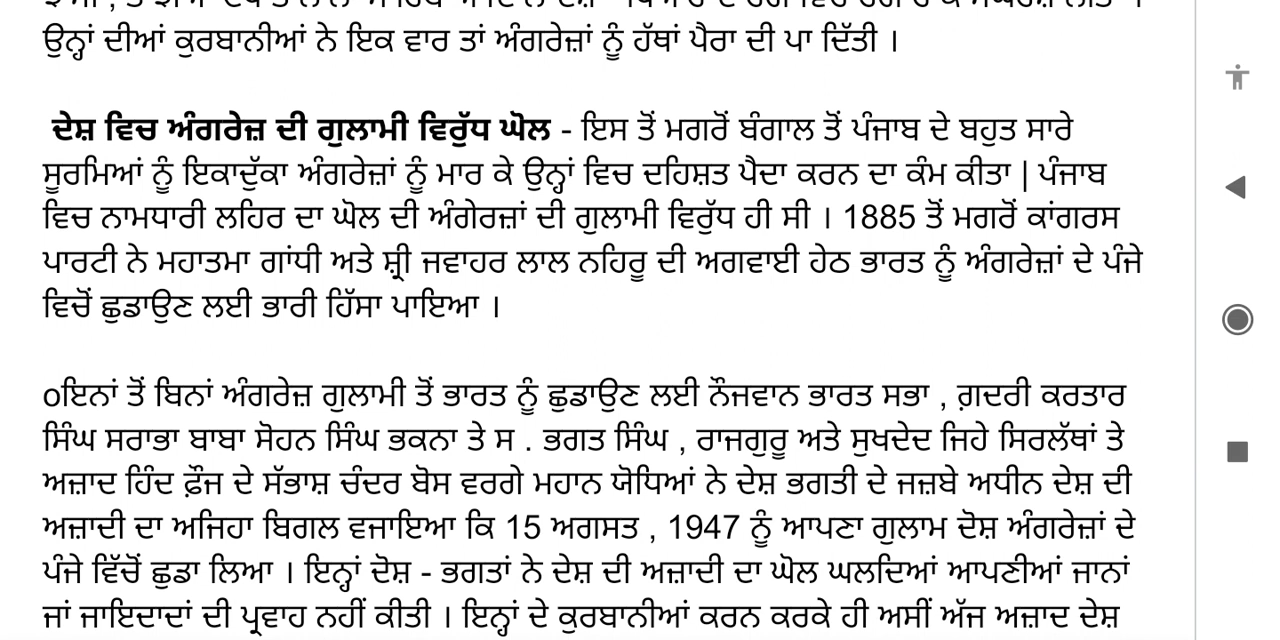 ਉਨ੍ਹਾਂ ਦੀਆਂ ਕੁਰਬਾਨੀਆਂ ਨੇ ਇਕ ਵਾਰ ਤਾਂ ਅੰਗਰੇਜ਼ਾਂ ਨੂੰ ਹੱਥਾਂ ਪੈਰਾ ਦੀ ਪਾ ਦਿੱਤੀ ।
ਦੇਸ਼ ਵਿਚ ਅੰਗਰੇਜ਼ ਦੀ ਗੁਲਾਮੀ ਵਿਰੁੱਧ ਘੋਲ - ਇਸ ਤੋਂ ਮਗਰੋਂ ਬੰਗਾਲ ਤੋਂ ਪੰਜਾਬ ਦੇ ਬਹੁਤ ਸਾਰੇ
ਸੂਰਮਿਆਂ ਨੂੰ ਇਕਾਦੁੱਕਾ ਅੰਗਰੇਜ਼ਾਂ ਨੂੰ ਮਾਰ ਕੇ ਉਨ੍ਹਾਂ ਵਿਚ ਦਹਿਸ਼ਤ ਪੈਦਾ ਕਰਨ ਦਾ ਕੰਮ ਕੀਤਾ | ਪੰਜਾਬ
ਵਿਚ ਨਾਮਧਾਰੀ ਲਹਿਰ ਦਾ ਘੋਲ ਦੀ ਅੰਗੇਰਜ਼ਾਂ ਦੀ ਗੁਲਾਮੀ ਵਿਰੁੱਧ ਹੀ ਸੀ । 1885 ਤੋਂ ਮਗਰੋਂ ਕਾਂਗਰਸ
ਪਾਰਟੀ ਨੇ ਮਹਾਤਮਾ ਗਾਂਧੀ ਅਤੇ ਸ਼੍ਰੀ ਜਵਾਹਰ ਲਾਲ ਨਹਿਰੂ ਦੀ ਅਗਵਾਈ ਹੇਠ ਭਾਰਤ ਨੂੰ ਅੰਗਰੇਜ਼ਾਂ ਦੇ ਪੰਜੇ
ਵਿਚੋਂ ਛੁਡਾਉਣ ਲਈ ਭਾਰੀ ਹਿੱਸਾ ਪਾਇਆ ।
oਇਨਾਂ ਤੋਂ ਬਿਨਾਂ ਅੰਗਰੇਜ਼ ਗੁਲਾਮੀ ਤੋਂ ਭਾਰਤ ਨੂੰ ਛੁਡਾਉਣ ਲਈ ਨੌਜਵਾਨ ਭਾਰਤ ਸਭਾ , ਗ਼ਦਰੀ ਕਰਤਾਰ
ਸਿੰਘ ਸਰਾਭਾ ਬਾਬਾ ਸੋਹਨ ਸਿੰਘ ਭਕਨਾ ਤੇ ਸ . ਭਗਤ ਸਿੰਘ , ਰਾਜਗੁਰੂ ਅਤੇ ਸੁਖਦੇਦ ਜਿਹੇ ਸਿਰਲੱਥਾਂ ਤੇ
ਅਜ਼ਾਦ ਹਿੰਦ ਫ਼ੌਜ ਦੇ ਸੱਭਾਸ਼ ਚੰਦਰ ਬੋਸ ਵਰਗੇ ਮਹਾਨ ਯੋਧਿਆਂ ਨੇ ਦੇਸ਼ ਭਗਤੀ ਦੇ ਜਜ਼ਬੇ ਅਧੀਨ ਦੇਸ਼ ਦੀ
ਅਜ਼ਾਦੀ ਦਾ ਅਜਿਹਾ ਬਿਗਲ ਵਜਾਇਆ ਕਿ 15 ਅਗਸਤ , 1947 ਨੂੰ ਆਪਣਾ ਗੁਲਾਮ ਦੋਸ਼ ਅੰਗਰੇਜ਼ਾਂ ਦੇ
ਪੰਜੇ ਵਿੱਚੋਂ ਛੁਡਾ ਲਿਆ । ਇਨ੍ਹਾਂ ਦੋਸ਼ - ਭਗਤਾਂ ਨੇ ਦੇਸ਼ ਦੀ ਅਜ਼ਾਦੀ ਦਾ ਘੋਲ ਘਲਦਿਆਂ ਆਪਣੀਆਂ ਜਾਨਾਂ
ਜਾਂ ਜਾਇਦਾਦਾਂ ਦੀ ਪ੍ਰਵਾਹ ਨਹੀਂ ਕੀਤੀ । ਇਨ੍ਹਾਂ ਦੇ ਕੁਰਬਾਨੀਆਂ ਕਰਨ ਕਰਕੇ ਹੀ ਅਸੀਂ ਅੱਜ ਅਜ਼ਾਦ ਦੇਸ਼